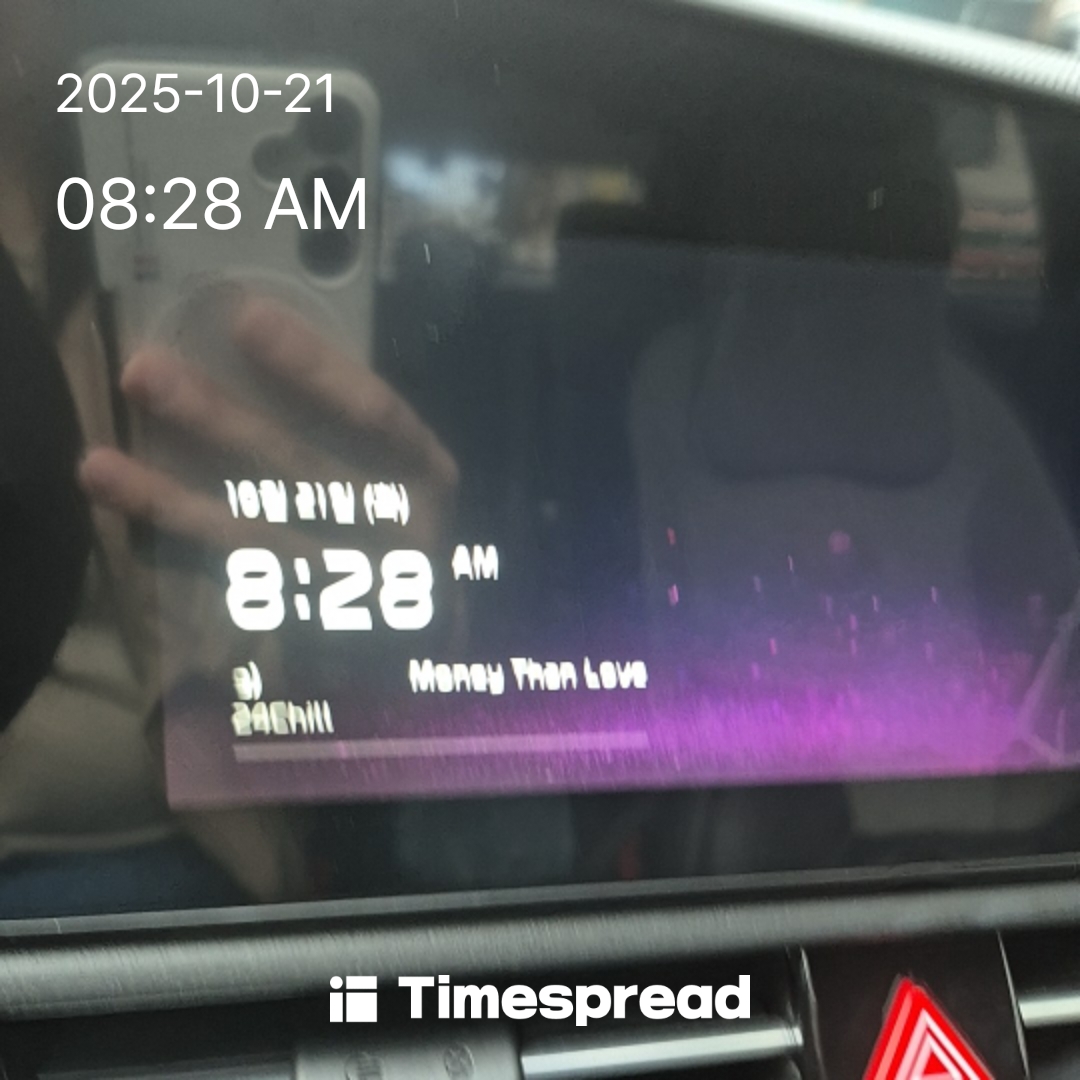 2025-10-21
08:28 AM
10월 21일 (화)
8:28 AM
Money Than Love
24Chill
Timespread